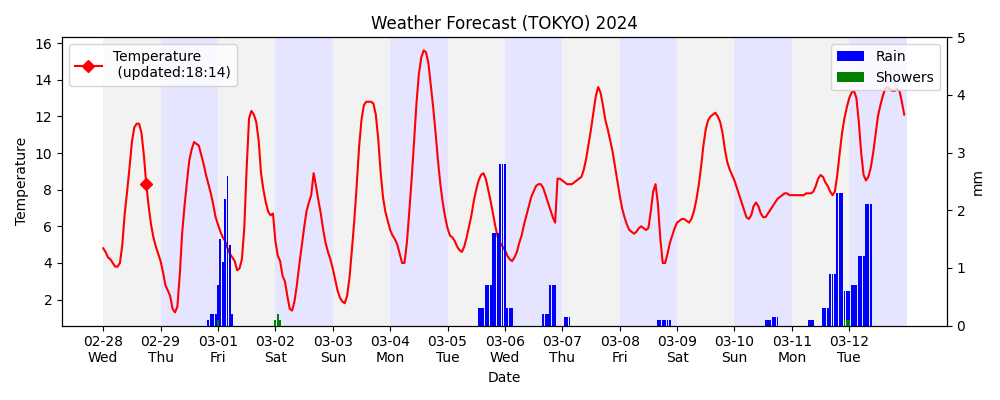 Weather Forecast (TOKYO) 2024
Temperature
(updated:18:14)
Rain
Showers
16
14
12
10
8
6
4
2
Temperature
5
4
3
2
1
0
mm
02-28 02-29 03-01 03-02 03-03 03-04 03-05 03-06 03-07 03-08 03-09 03-10 03-11 03-12
Wed Thu Fri Sat Sun Mon Tue Wed Thu Fri Sat Sun Mon Tue
Date